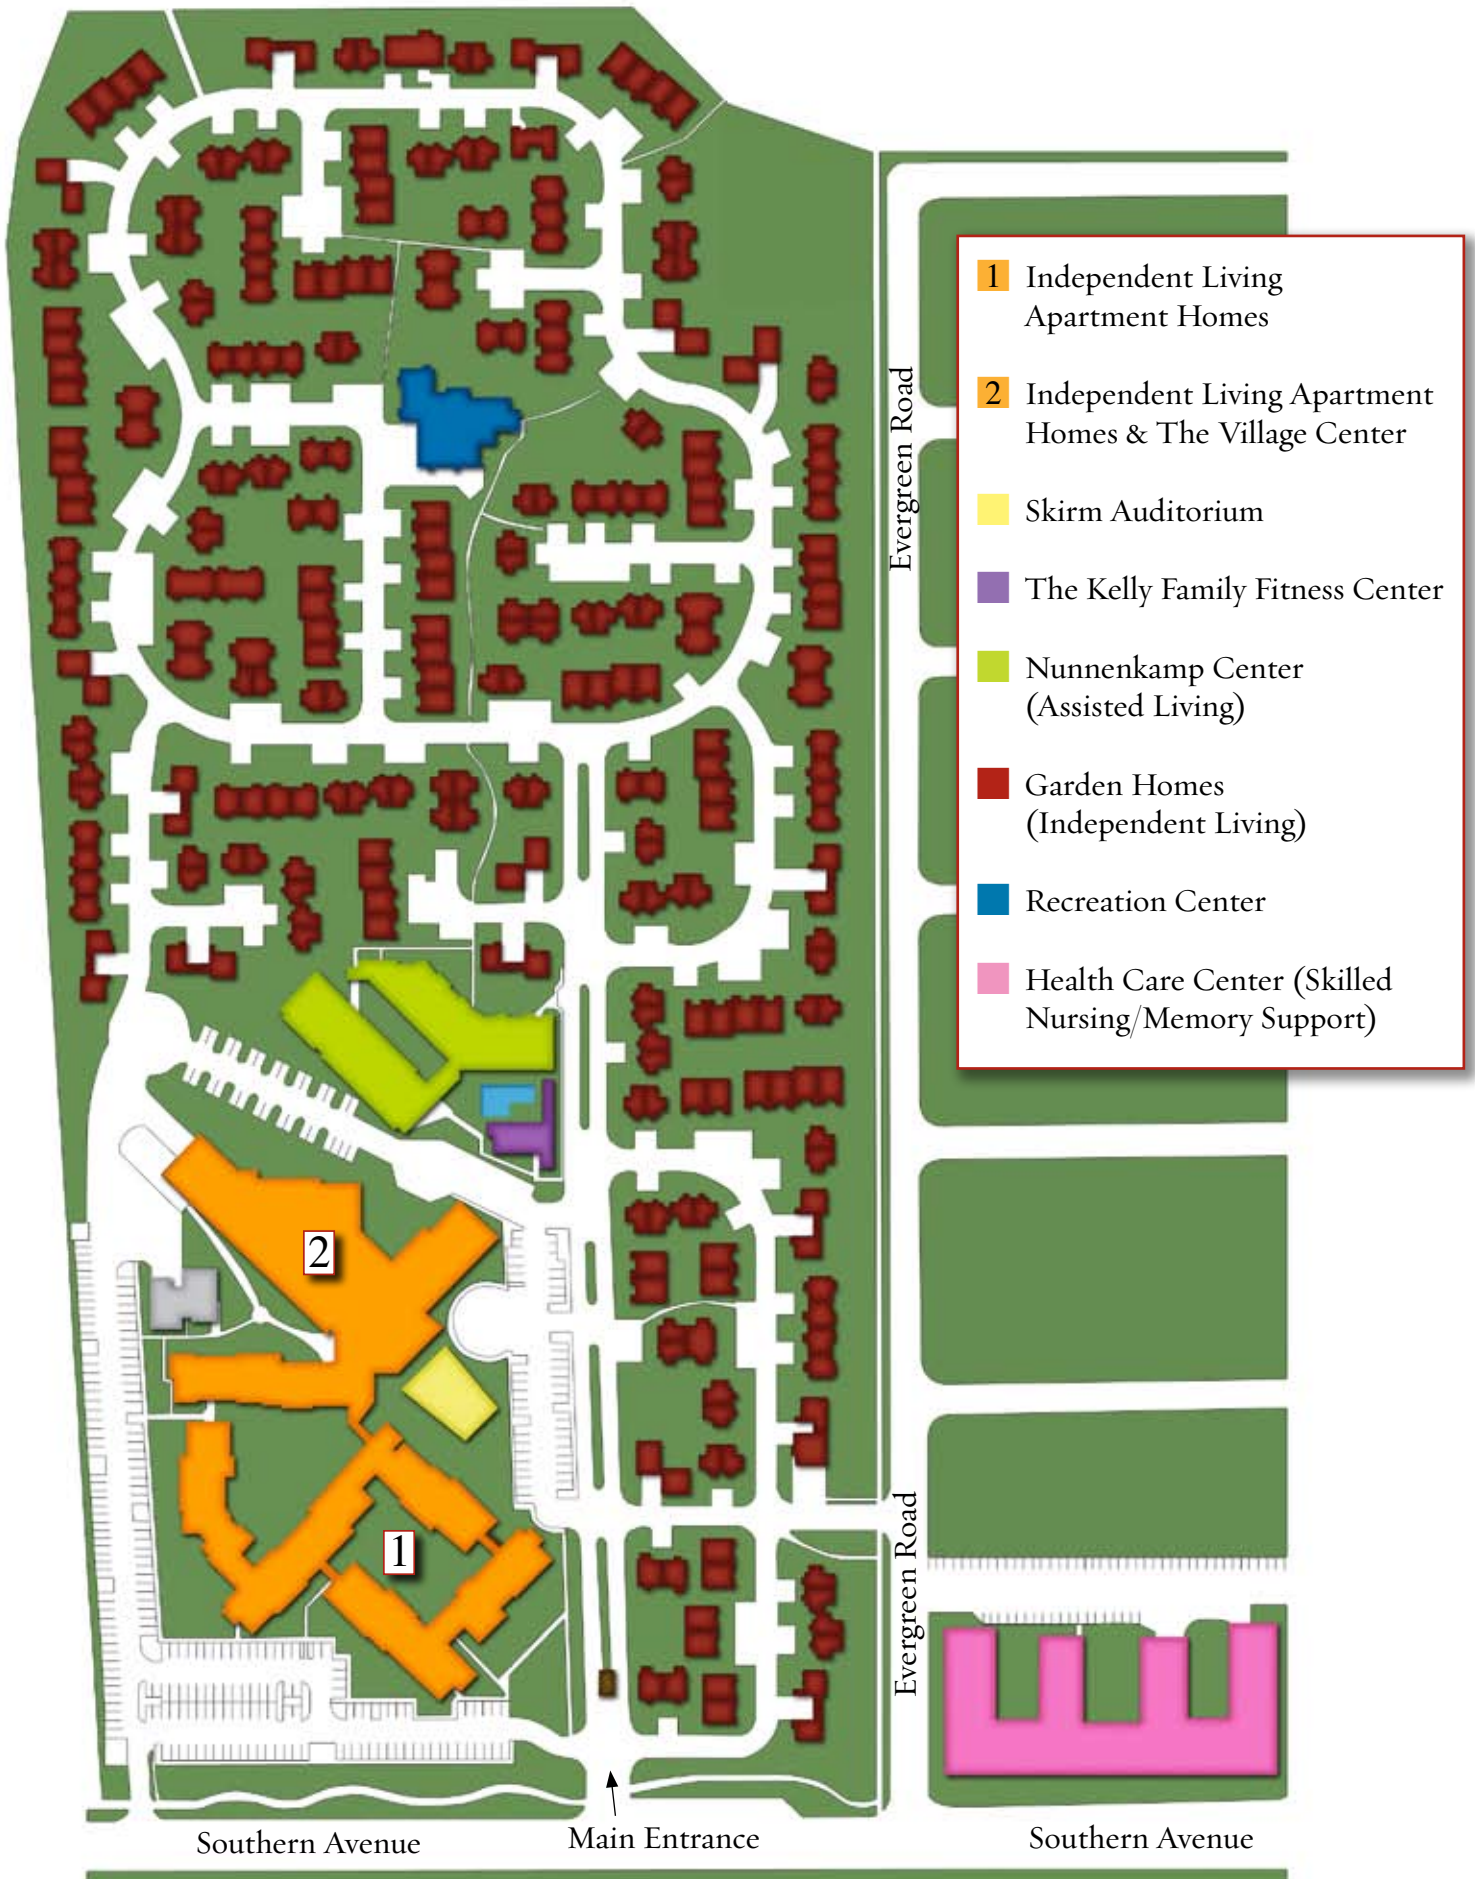 1 Independent Living
Apartment Homes
2 Independent Living Apartment
Homes & The Village Center
Skirm Auditorium
The Kelly Family Fitness Center
Nunnenkamp Center
(Assisted Living)
Garden Homes
(Independent Living)
Recreation Center
Health Care Center (Skilled
Nursing/Memory Support)
Evergreen Road
2
1
Evergreen Road
Southern Avenue
Main Entrance
Southern Avenue